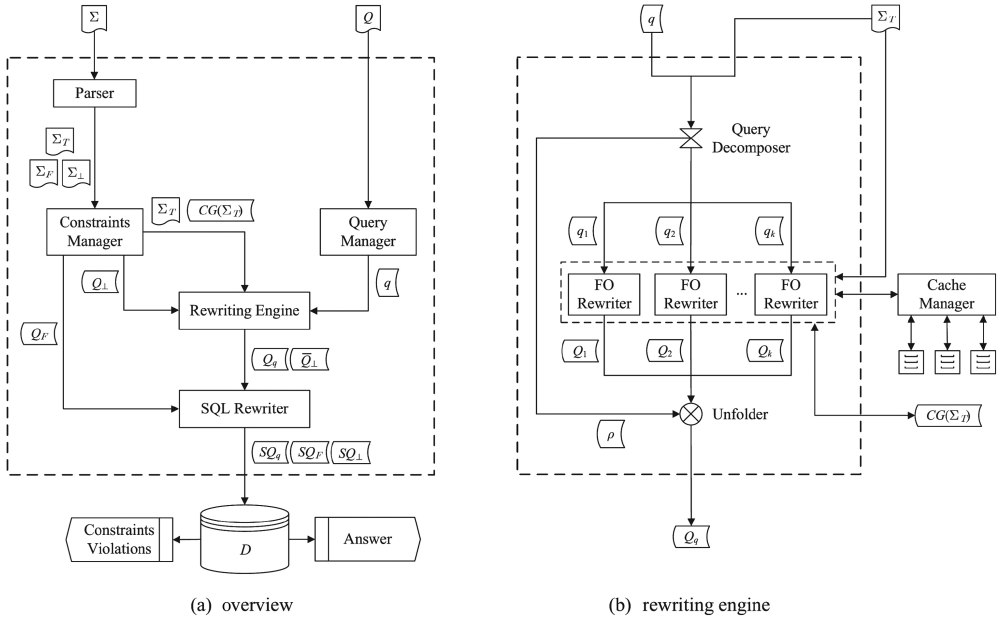 Σ
Q
Parser
Σ_T
Σ_F Σ_⊥
Constraints
Manager
Σ_T CG(Σ_T)
Query
Manager
Q_⊥
q
Rewriting Engine
Q_F
Q_q Q̅_⊥
SQL Rewriter
SQ_q SQ_F SQ_⊥
Constraints
Violations
D
Answer
(a) overview
q
Σ_T
Query
Decomposer
q_1
q_2
q_k
FO
Rewriter
FO
Rewriter
...
FO
Rewriter
Cache
Manager
Q_1
Q_2
Q_k
Unfolder
CG(Σ_T)
ρ
Q_q
(b) rewriting engine